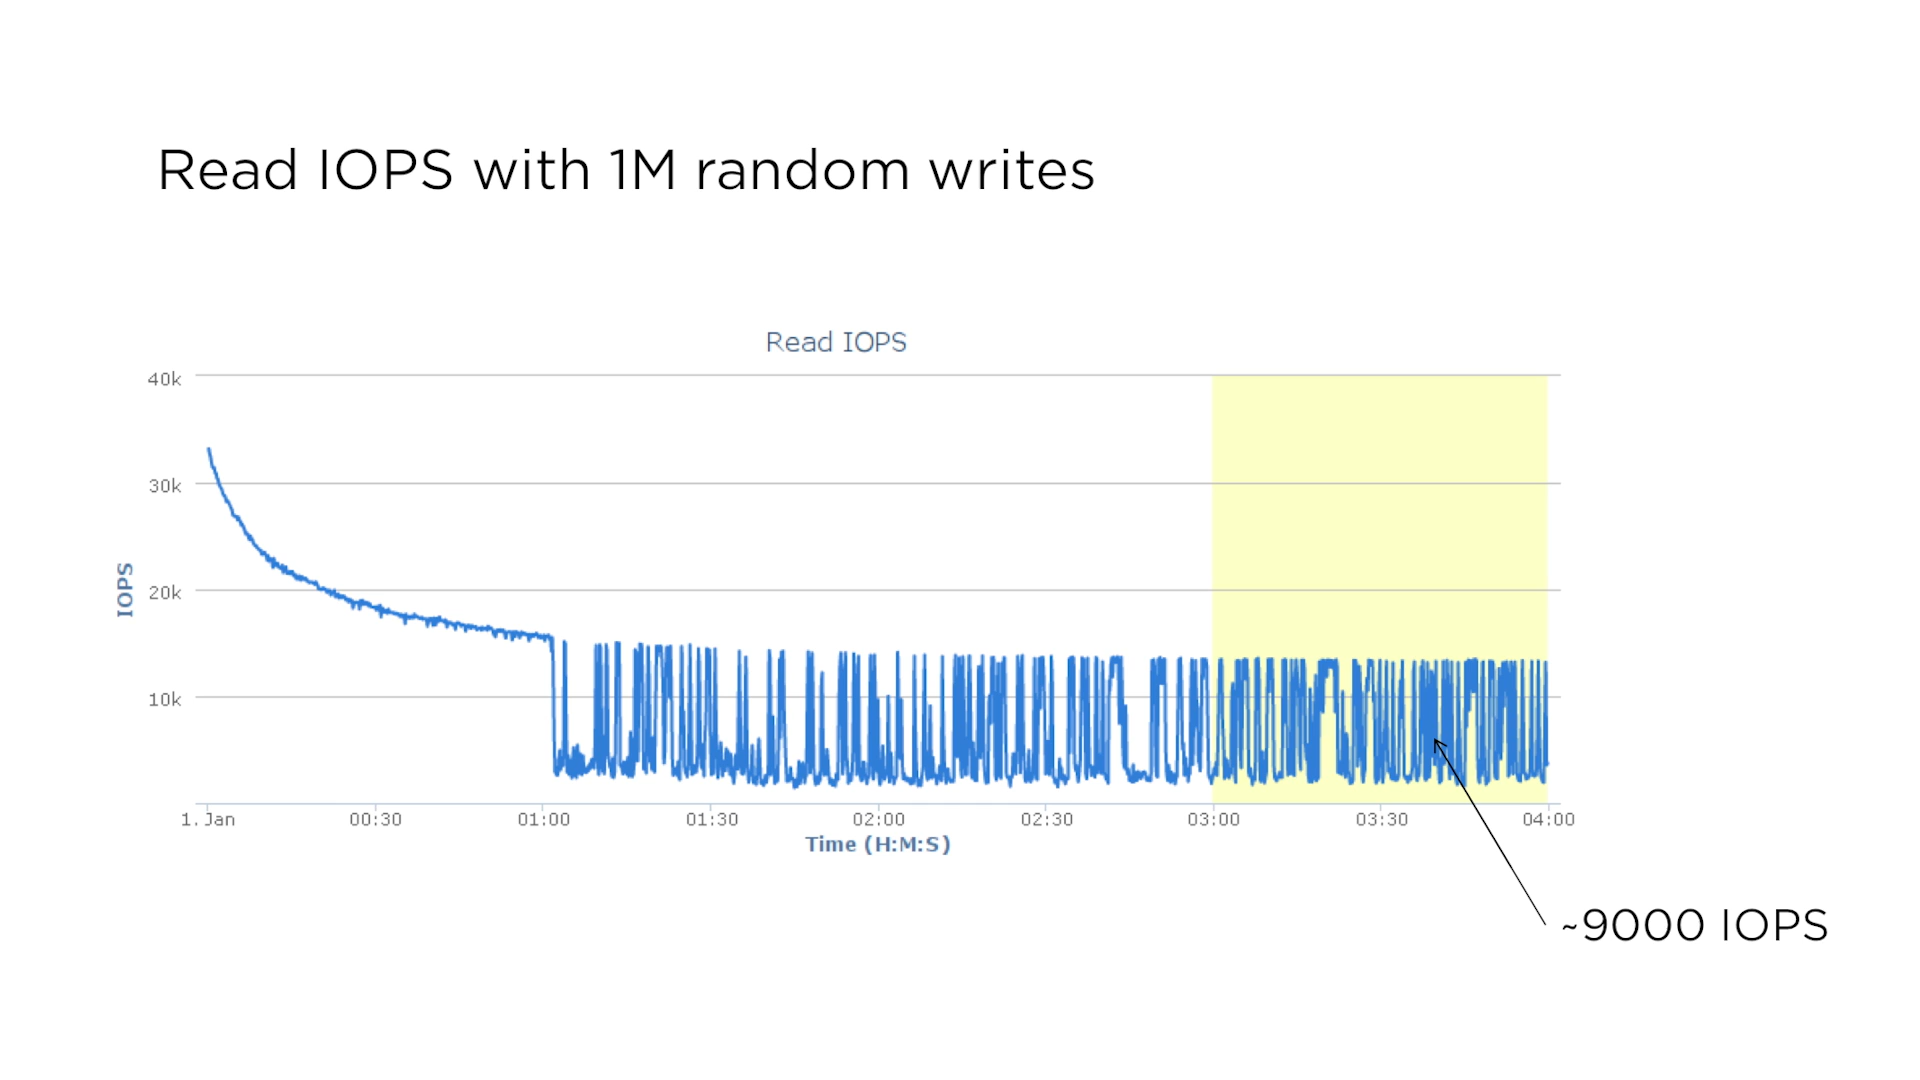 Read IOPS with 1M random writes
Read IOPS
40k
30k
20k
10k
IOPS
1. Jan 00:30 01:00 01:30 02:00 02:30 03:00 03:30 04:00
Time (H:M:S)
~9000 IOPS